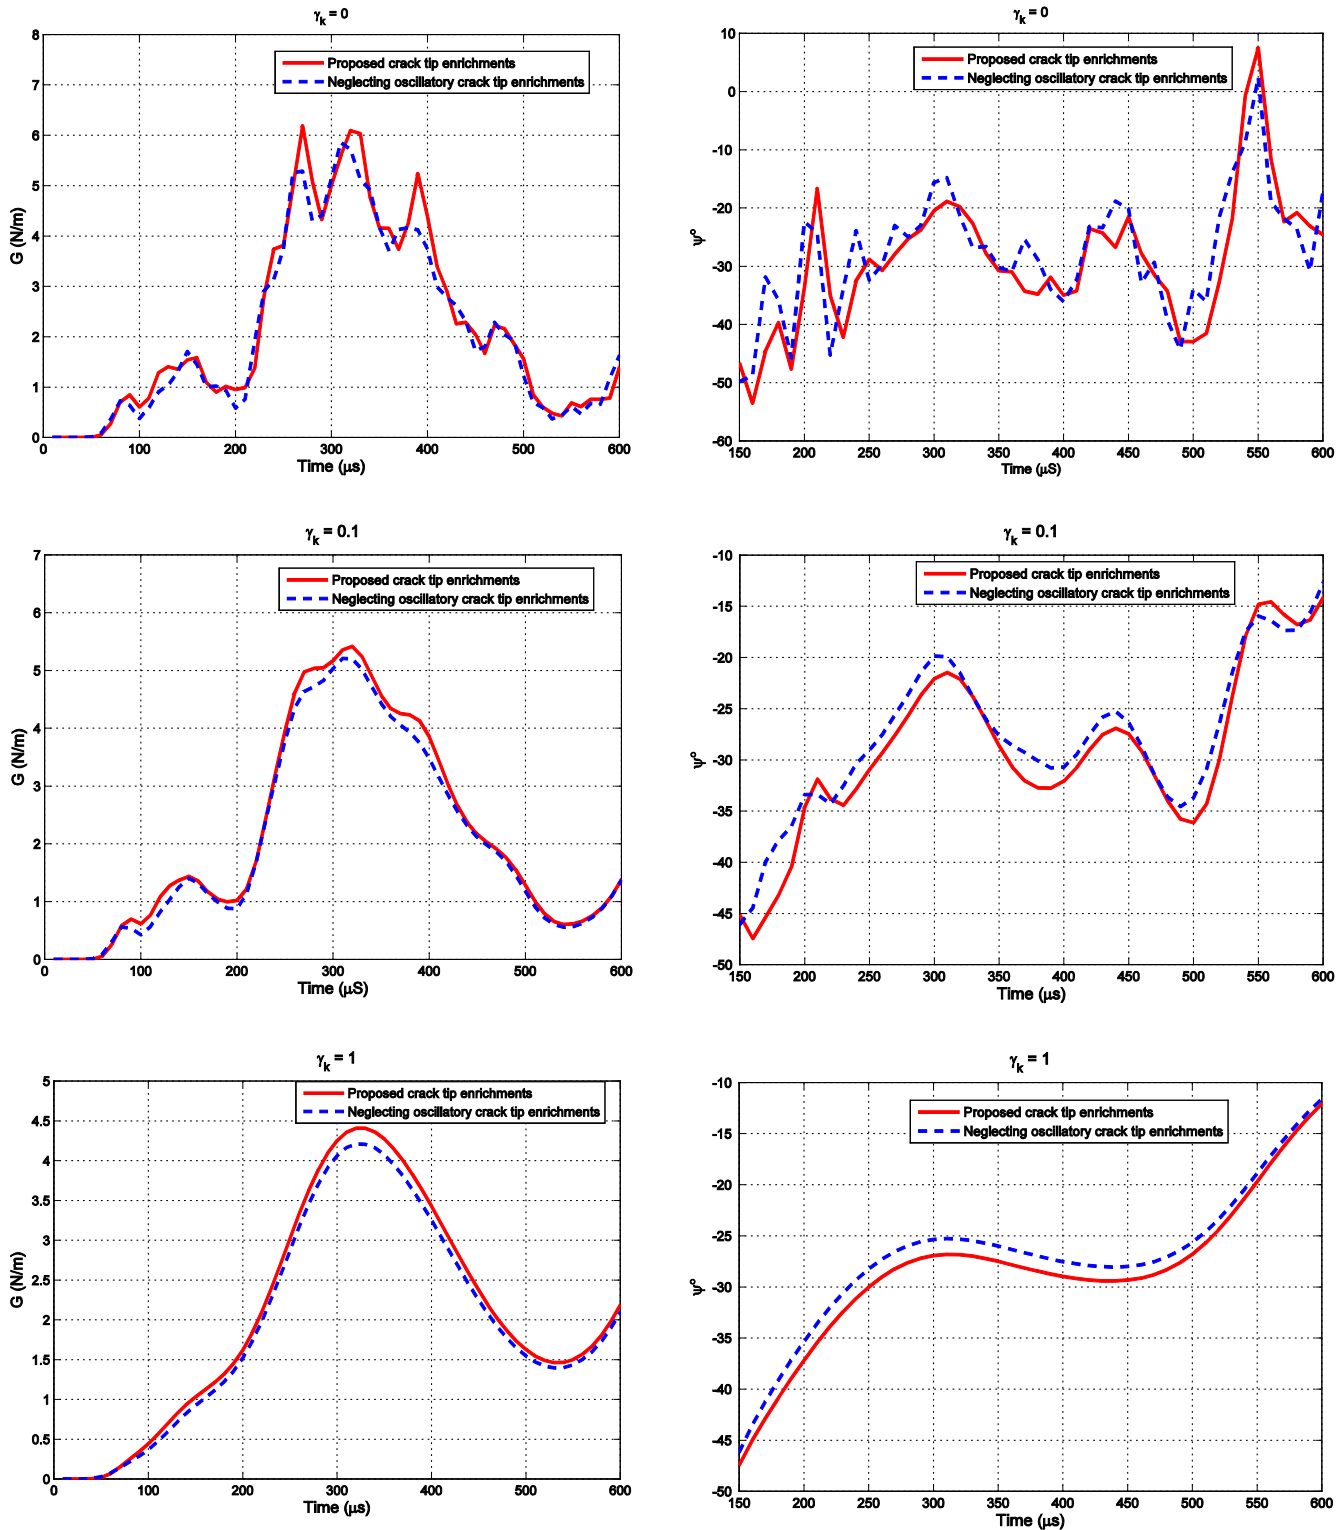 γk = 0
8
7
6
5
4
3
2
1
0
G (N/m)
Proposed crack tip enrichments
Neglecting oscillatory crack tip enrichments
0 100 200 300 400 500 600
Time (μs)
γk = 0
10
0
-10
-20
-30
-40
-50
-60
ψ°
Proposed crack tip enrichments
Neglecting oscillatory crack tip enrichments
150 200 250 300 350 400 450 500 550 600
Time (μS)
γk = 0.1
7
6
5
4
3
2
1
0
G (N/m)
Proposed crack tip enrichments
Neglecting oscillatory crack tip enrichments
0 100 200 300 400 500 600
Time (μS)
γk = 0.1
-10
-15
-20
-25
-30
-35
-40
-45
-50
ψ°
Proposed crack tip enrichments
Neglecting oscillatory crack tip enrichments
150 200 250 300 350 400 450 500 550 600
Time (μs)
γk = 1
5
4.5
4
3.5
3
2.5
2
1.5
1
0.5
0
G (N/m)
Proposed crack tip enrichments
Neglecting oscillatory crack tip enrichments
0 100 200 300 400 500 600
Time (μs)
γk = 1
-10
-15
-20
-25
-30
-35
-40
-45
-50
ψ°
Proposed crack tip enrichments
Neglecting oscillatory crack tip enrichments
150 200 250 300 350 400 450 500 550 600
Time (μs)